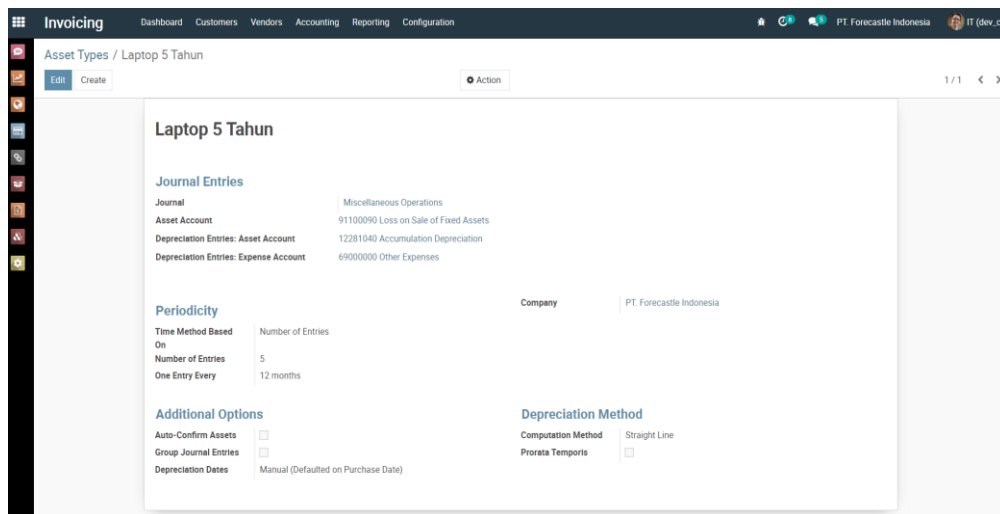 Invoicing Dashboard Customers Vendors Accounting Reporting Configuration PT. Forecastle Indonesia IT (dev_
Asset Types / Laptop 5 Tahun
Edit Create Action 1 / 1
Laptop 5 Tahun
Journal Entries
Journal Miscellaneous Operations
Asset Account 91100090 Loss on Sale of Fixed Assets
Depreciation Entries: Asset Account 12281040 Accumulation Depreciation
Depreciation Entries: Expense Account 69000000 Other Expenses
Company PT. Forecastle Indonesia
Periodicity
Time Method Based Number of Entries
On
Number of Entries 5
One Entry Every 12 months
Additional Options Depreciation Method
Auto-Confirm Assets Computation Method Straight Line
Group Journal Entries Prorata Temporis
Depreciation Dates Manual (Defaulted on Purchase Date)